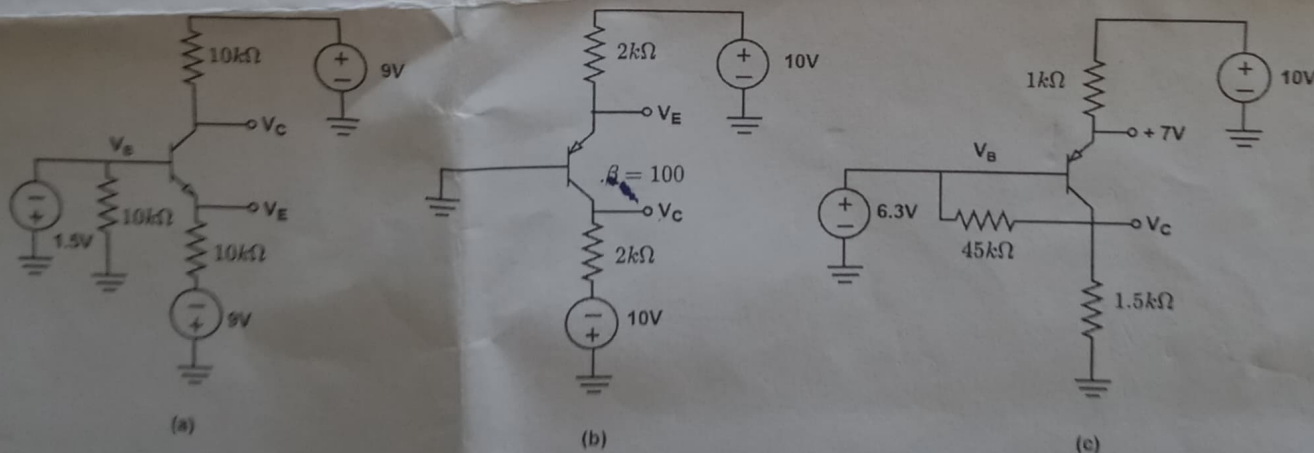 10kΩ
+
−
9V
V_C
V_B
−
+
1.5V
10kΩ
V_E
10kΩ
−
+
9V
(a)
2kΩ
+
−
10V
V_E
β = 100
V_C
2kΩ
−
+
10V
(b)
1kΩ
+
−
10V
+ 7V
V_B
+
−
6.3V
45kΩ
V_C
1.5kΩ
(c)